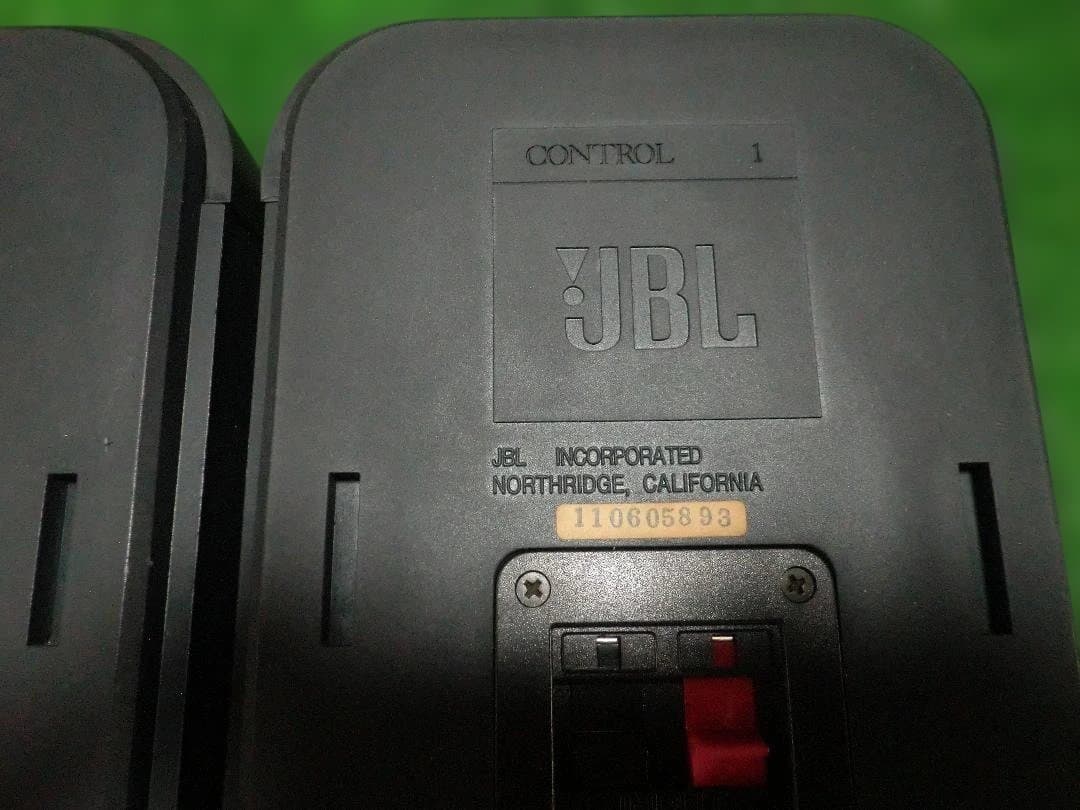 CONTROL 1
JBL
JBL INCORPORATED
NORTHRIDGE, CALIFORNIA
110605893